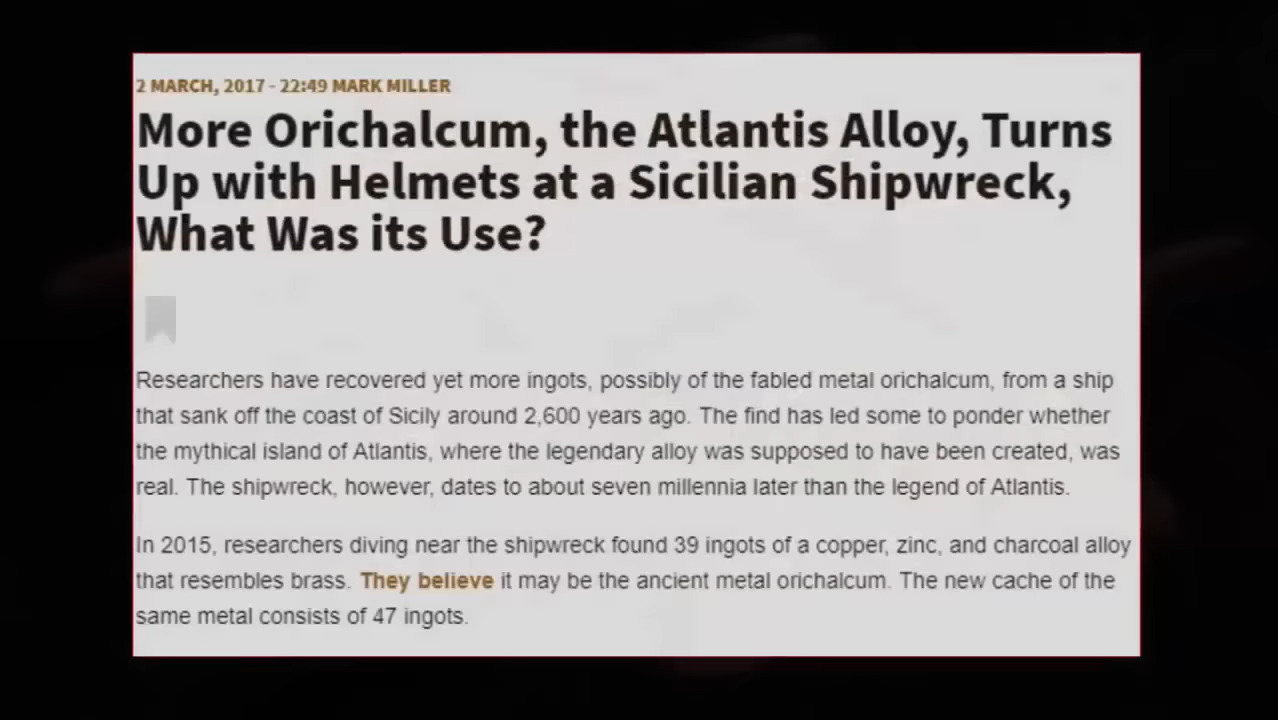 2 MARCH, 2017 - 22:49 MARK MILLER
More Orichalcum, the Atlantis Alloy, Turns
Up with Helmets at a Sicilian Shipwreck,
What Was its Use?
Researchers have recovered yet more ingots, possibly of the fabled metal orichalcum, from a ship
that sank off the coast of Sicily around 2,600 years ago. The find has led some to ponder whether
the mythical island of Atlantis, where the legendary alloy was supposed to have been created, was
real. The shipwreck, however, dates to about seven millennia later than the legend of Atlantis.
In 2015, researchers diving near the shipwreck found 39 ingots of a copper, zinc, and charcoal alloy
that resembles brass. They believe it may be the ancient metal orichalcum. The new cache of the
same metal consists of 47 ingots.